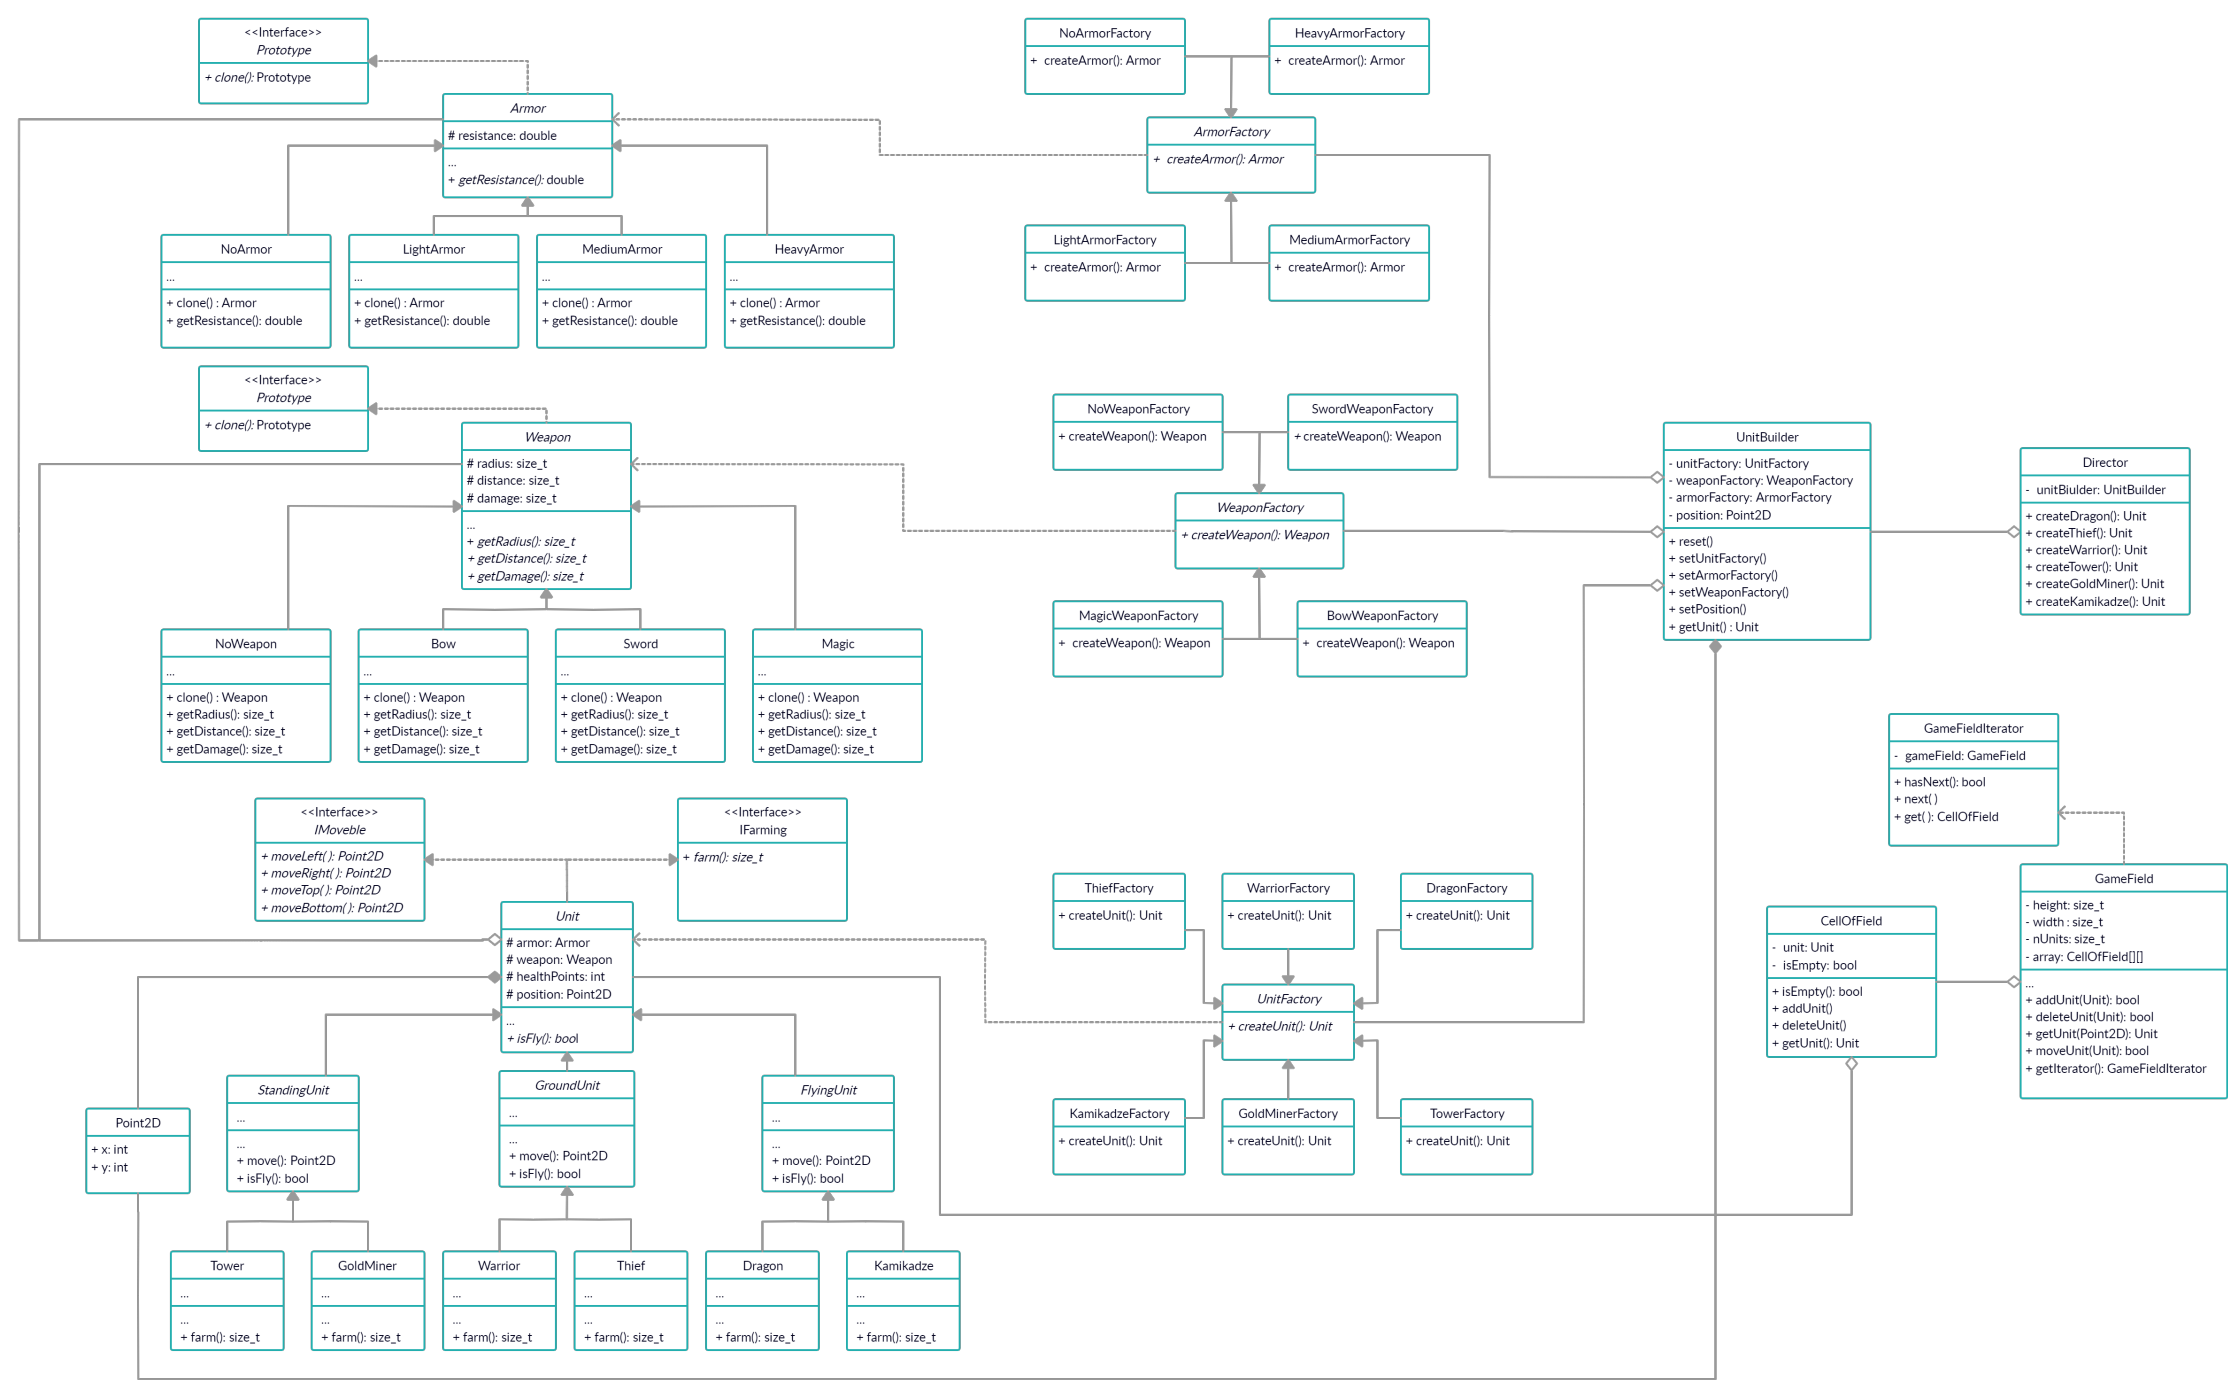 <<Interface>>
Prototype
+ clone(): Prototype
Armor
# resistance: double
...
+ getResistance(): double
NoArmor
...
+ clone() : Armor
+ getResistance(): double
LightArmor
...
+ clone() : Armor
+ getResistance(): double
MediumArmor
...
+ clone() : Armor
+ getResistance(): double
HeavyArmor
...
+ clone() : Armor
+ getResistance(): double
NoArmorFactory
+ createArmor(): Armor
HeavyArmorFactory
+ createArmor(): Armor
ArmorFactory
+ createArmor(): Armor
LightArmorFactory
+ createArmor(): Armor
MediumArmorFactory
+ createArmor(): Armor
<<Interface>>
Prototype
+ clone(): Prototype
Weapon
# radius: size_t
# distance: size_t
# damage: size_t
...
+ getRadius(): size_t
+ getDistance(): size_t
+ getDamage(): size_t
NoWeapon
...
+ clone() : Weapon
+ getRadius(): size_t
+ getDistance(): size_t
+ getDamage(): size_t
Bow
...
+ clone() : Weapon
+ getRadius(): size_t
+ getDistance(): size_t
+ getDamage(): size_t
Sword
...
+ clone() : Weapon
+ getRadius(): size_t
+ getDistance(): size_t
+ getDamage(): size_t
Magic
...
+ clone() : Weapon
+ getRadius(): size_t
+ getDistance(): size_t
+ getDamage(): size_t
NoWeaponFactory
+ createWeapon(): Weapon
SwordWeaponFactory
+ createWeapon(): Weapon
WeaponFactory
+ createWeapon(): Weapon
MagicWeaponFactory
+ createWeapon(): Weapon
BowWeaponFactory
+ createWeapon(): Weapon
UnitBuilder
- unitFactory: UnitFactory
- weaponFactory: WeaponFactory
- armorFactory: ArmorFactory
- position: Point2D
+ reset()
+ setUnitFactory()
+ setArmorFactory()
+ setWeaponFactory()
+ setPosition()
+ getUnit() : Unit
Director
- unitBiulder: UnitBuilder
+ createDragon(): Unit
+ createThief(): Unit
+ createWarrior(): Unit
+ createTower(): Unit
+ createGoldMiner(): Unit
+ createKamikadze(): Unit
GameFieldIterator
- gameField: GameField
+ hasNext(): bool
+ next( )
+ get( ): CellOfField
<<Interface>>
IMoveble
+ moveLeft( ): Point2D
+ moveRight( ): Point2D
+ moveTop( ): Point2D
+ moveBottom( ): Point2D
<<Interface>>
IFarming
+ farm(): size_t
Unit
# armor: Armor
# weapon: Weapon
# healthPoints: int
# position: Point2D
...
+ isFly(): bool
ThiefFactory
+ createUnit(): Unit
WarriorFactory
+ createUnit(): Unit
DragonFactory
+ createUnit(): Unit
UnitFactory
+ createUnit(): Unit
KamikadzeFactory
+ createUnit(): Unit
GoldMinerFactory
+ createUnit(): Unit
TowerFactory
+ createUnit(): Unit
CellOfField
- unit: Unit
- isEmpty: bool
+ isEmpty(): bool
+ addUnit()
+ deleteUnit()
+ getUnit(): Unit
GameField
- height: size_t
- width : size_t
- nUnits: size_t
- array: CellOfField[][]
...
+ addUnit(Unit): bool
+ deleteUnit(Unit): bool
+ getUnit(Point2D): Unit
+ moveUnit(Unit): bool
+ getIterator(): GameFieldIterator
Point2D
+ x: int
+ y: int
StandingUnit
...
...
+ move(): Point2D
+ isFly(): bool
GroundUnit
...
...
+ move(): Point2D
+ isFly(): bool
FlyingUnit
...
...
+ move(): Point2D
+ isFly(): bool
Tower
...
...
+ farm(): size_t
GoldMiner
...
...
+ farm(): size_t
Warrior
...
...
+ farm(): size_t
Thief
...
...
+ farm(): size_t
Dragon
...
...
+ farm(): size_t
Kamikadze
...
...
+ farm(): size_t